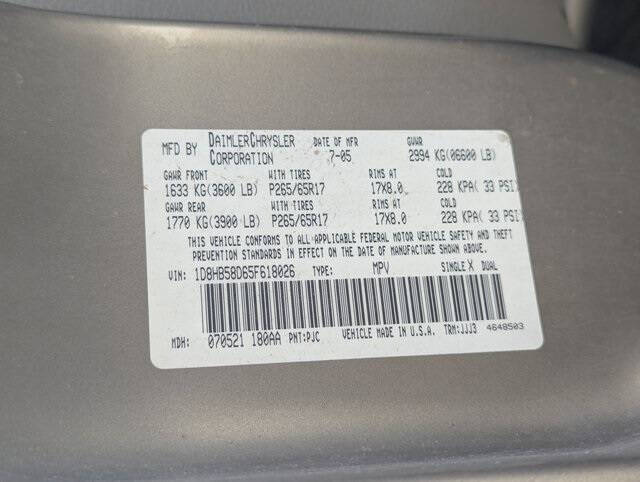 MFD BY DAIMLERCHRYSLER CORPORATION DATE OF MFR 7-05 GVWR 2994 KG(06600 LB)
GAWR FRONT WITH TIRES RIMS AT COLD
1633 KG(3600 LB) P265/65R17 17X8.0 228 KPA( 33 PSI)
GAWR REAR WITH TIRES RIMS AT COLD
1770 KG(3900 LB) P265/65R17 17X8.0 228 KPA( 33 PSI
THIS VEHICLE CONFORMS TO ALL APPLICABLE FEDERAL MOTOR VEHICLE SAFETY AND THEFT
PREVENTION STANDARDS IN EFFECT ON THE DATE OF MANUFACTURE SHOWN ABOVE.
VIN: 1D8HB58D65F618026 TYPE: MPV SINGLE X DUAL
MDH: 070521 180AA PNT:PJC VEHICLE MADE IN U.S.A. TRM:JJJ3 4648503